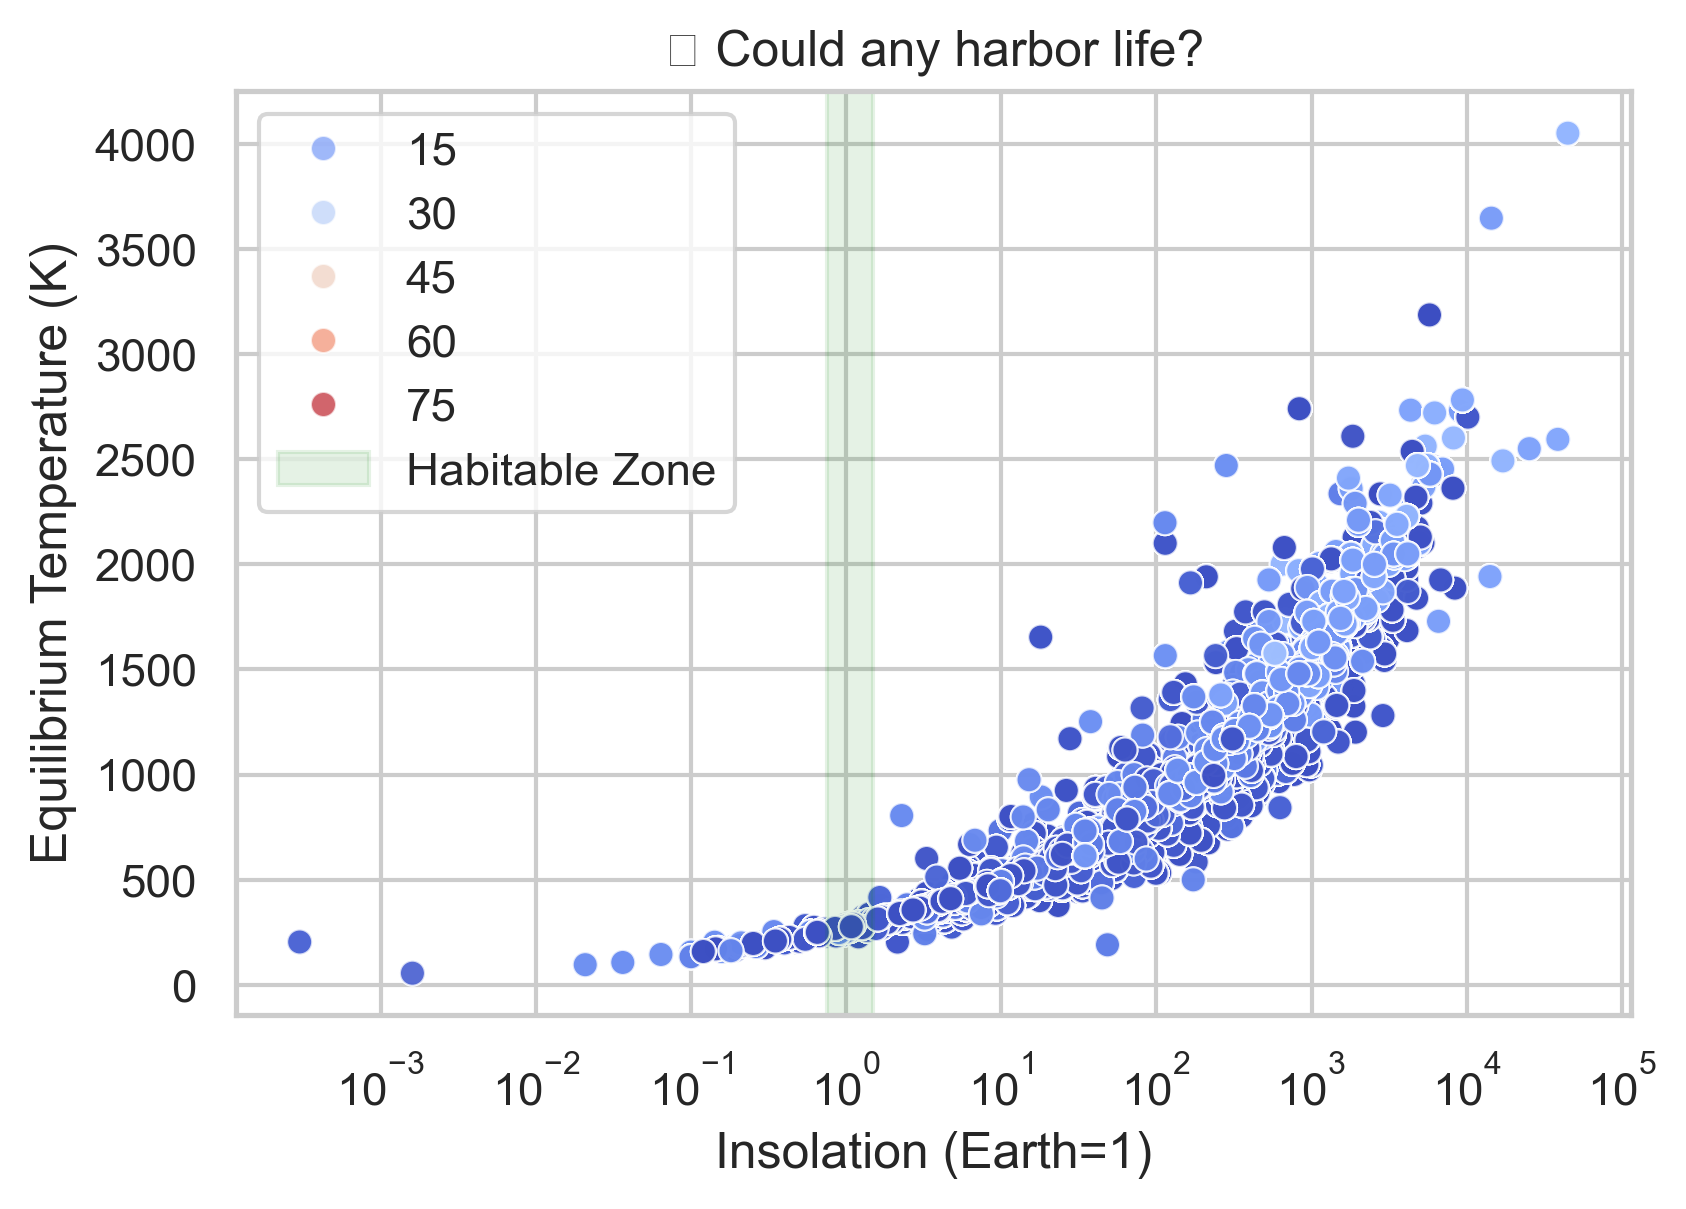 ▯ Could any harbor life?
4000
3500
3000
2500
2000
1500
1000
500
0
Equilibrium Temperature (K)
15
30
45
60
75
Habitable Zone
10⁻³ 10⁻² 10⁻¹ 10⁰ 10¹ 10² 10³ 10⁴ 10⁵
Insolation (Earth=1)